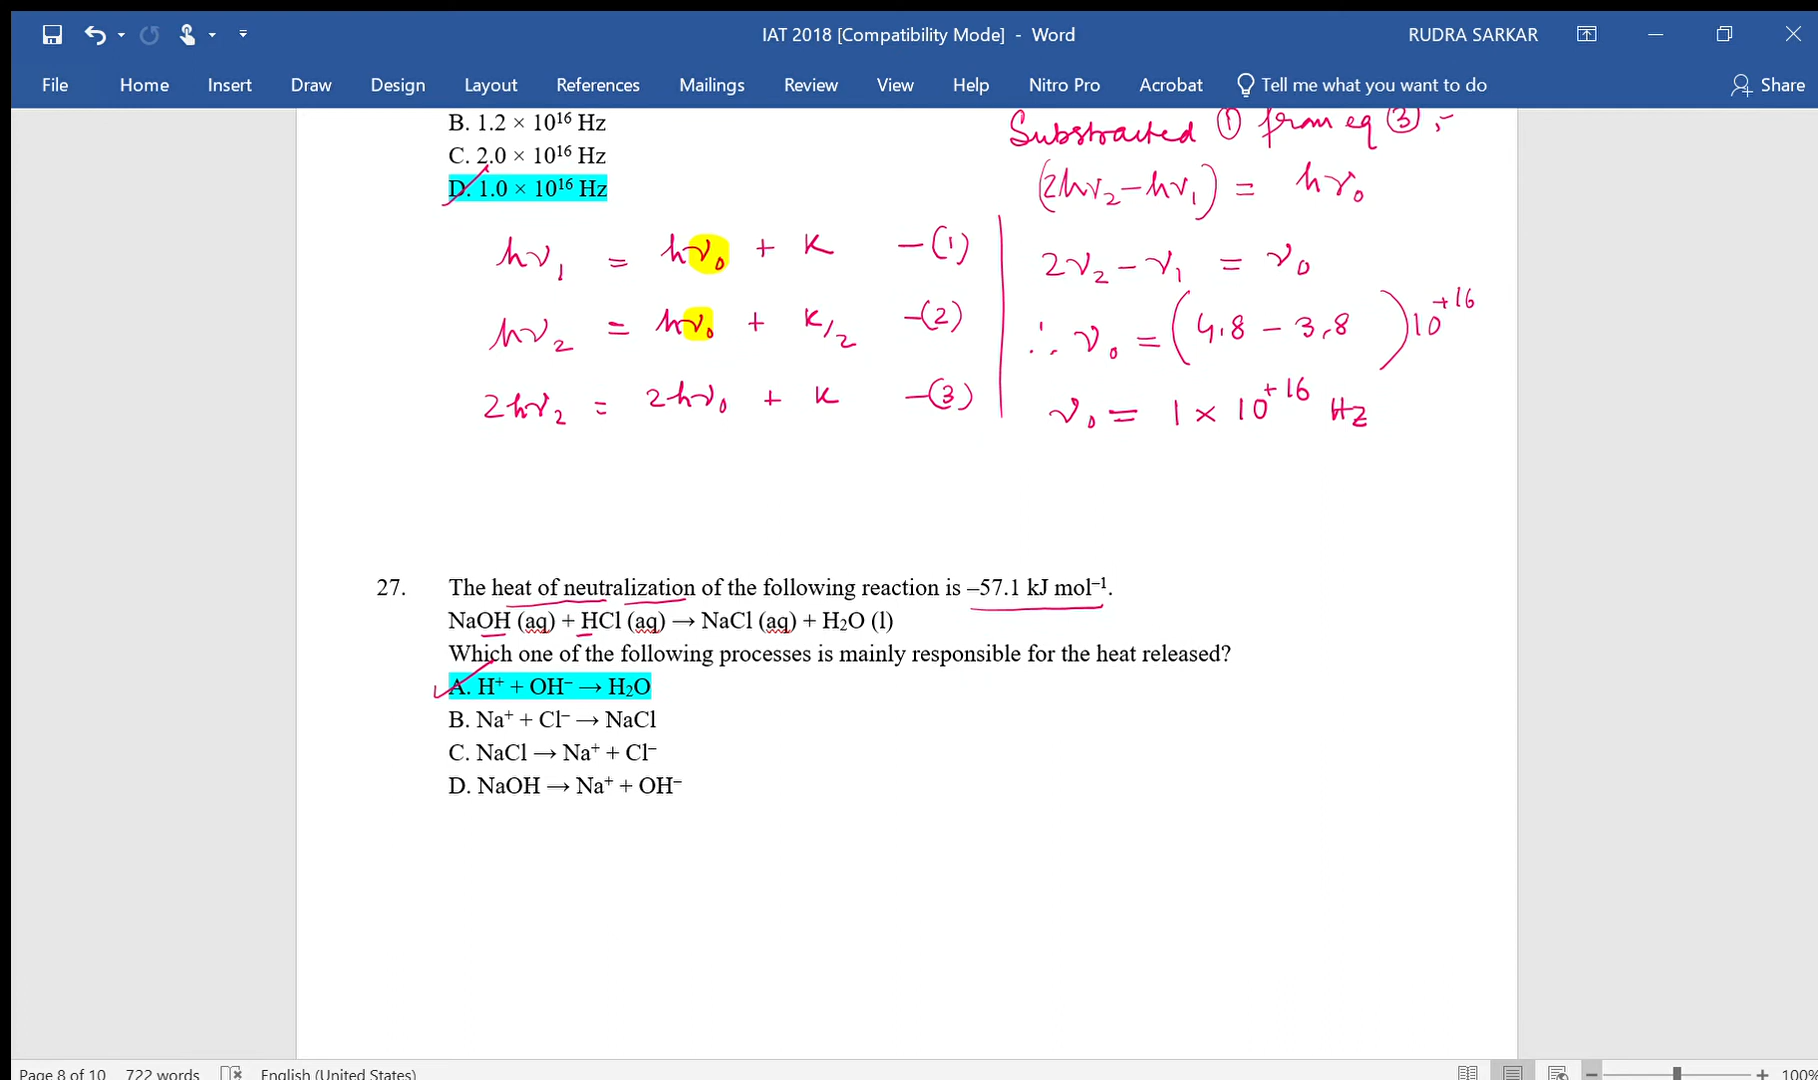 IAT 2018 [Compatibility Mode] - Word
RUDRA SARKAR
File Home Insert Draw Design Layout References Mailings Review View Help Nitro Pro Acrobat Tell me what you want to do Share
B. 1.2 × 10¹⁶ Hz
C. 2.0 × 10¹⁶ Hz
D. 1.0 × 10¹⁶ Hz
hν₁ = hν₀ + K –(1)
hν₂ = hν₀ + K/2 –(2)
2hν₂ = 2hν₀ + K –(3)
Substracted ① from eq ③ :-
(2hν₂ – hν₁) = hν₀
2ν₂ – ν₁ = ν₀
∴ ν₀ = (4.8 – 3.8) 10⁺¹⁶
ν₀ = 1 × 10⁺¹⁶ Hz
27. The heat of neutralization of the following reaction is –57.1 kJ mol⁻¹.
NaOH (aq) + HCl (aq) → NaCl (aq) + H₂O (l)
Which one of the following processes is mainly responsible for the heat released?
A. H⁺ + OH⁻ → H₂O
B. Na⁺ + Cl⁻ → NaCl
C. NaCl → Na⁺ + Cl⁻
D. NaOH → Na⁺ + OH⁻
Page 8 of 10 722 words English (United States) 100%